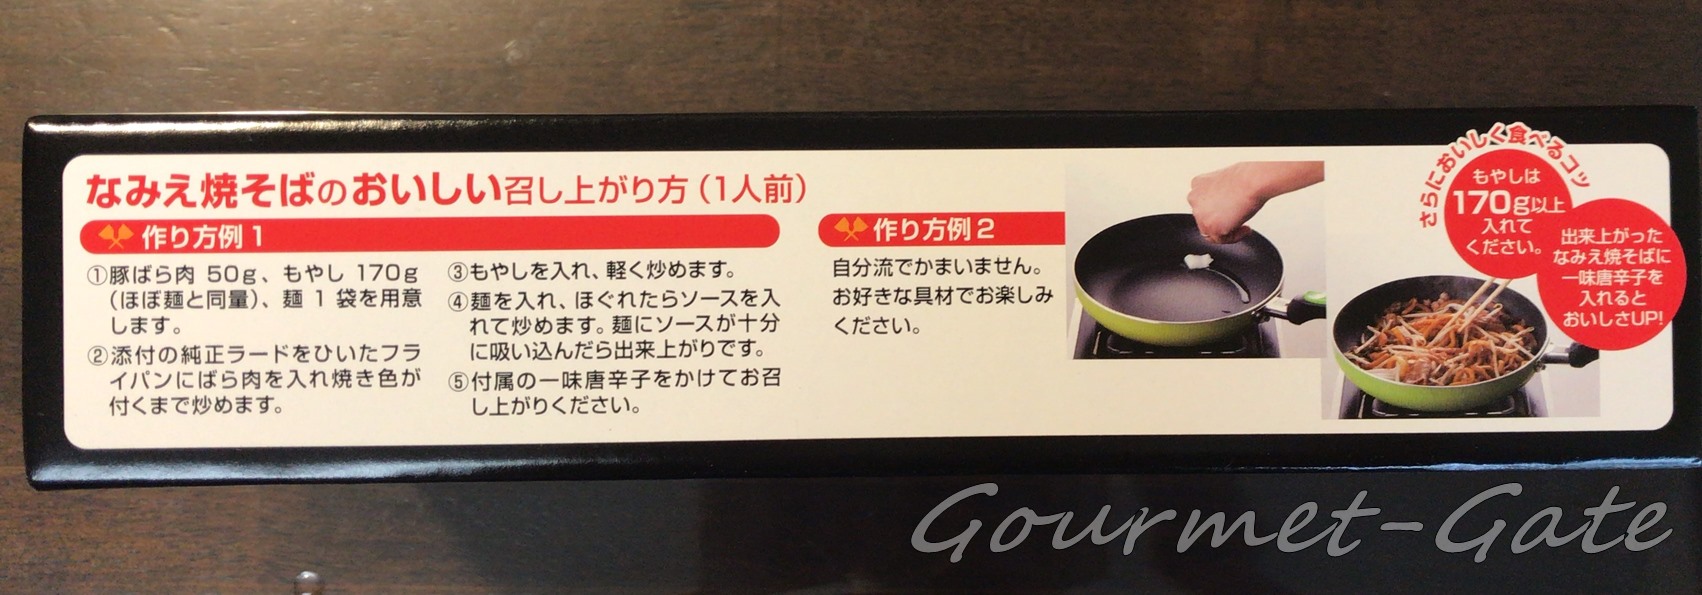 なみえ焼そばのおいしい召し上がり方（1人前）
作り方例1
①豚ばら肉 50g、もやし 170g
（ほぼ麺と同量）、麺 1 袋を用意
します。
②添付の純正ラードをひいたフラ
イパンにばら肉を入れ焼き色が
付くまで炒めます。
③もやしを入れ、軽く炒めます。
④麺を入れ、ほぐれたらソースを入
れて炒めます。麺にソースが十分
に吸い込んだら出来上がりです。
⑤付属の一味唐辛子をかけてお召
し上がりください。
作り方例2
自分流でかまいません。
お好きな具材でお楽しみ
ください。
さらにおいしく食べるコツ
もやしは
170g以上
入れて
ください。
出来上がった
なみえ焼そばに
一味唐辛子を
入れると
おいしさUP!
Gourmet-Gate